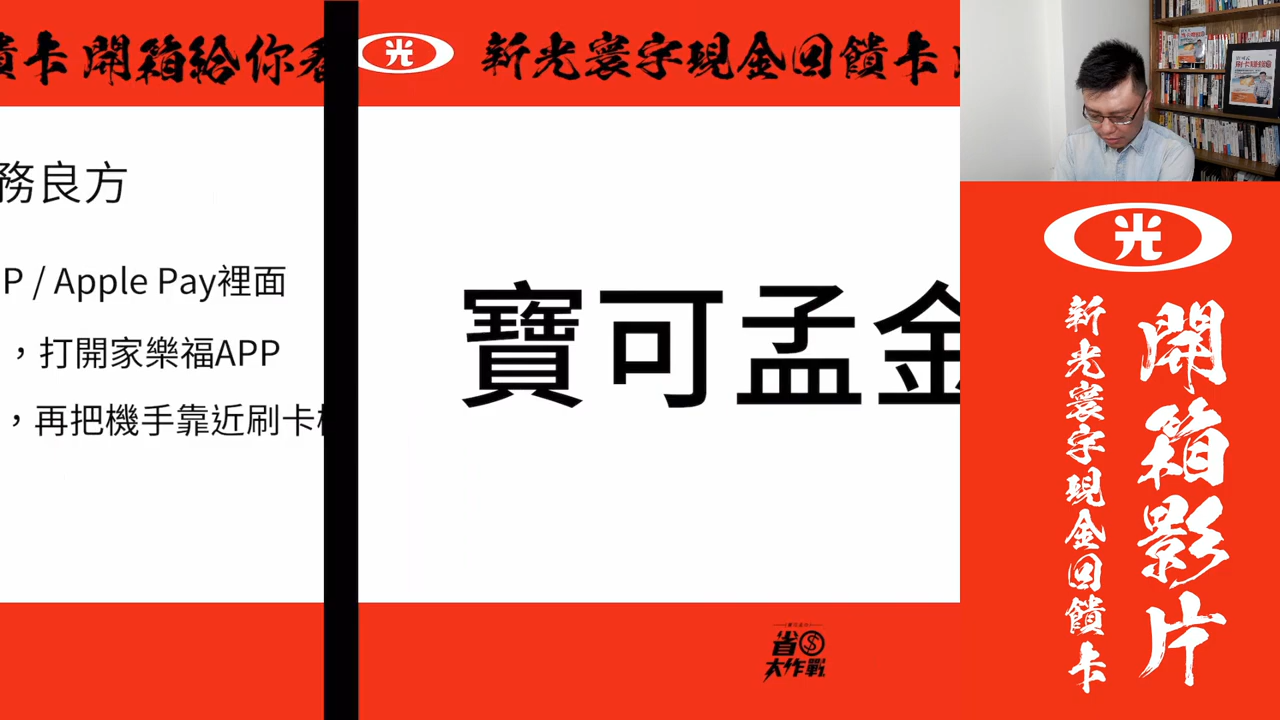 饋卡 開箱給你看
務良方
P / Apple Pay裡面
，打開家樂福APP
，再把機手靠近刷卡機
光 新光寰宇現金回饋卡
寶可孟金
省$
大作戰
光
開箱影片
新光寰宇現金回饋卡